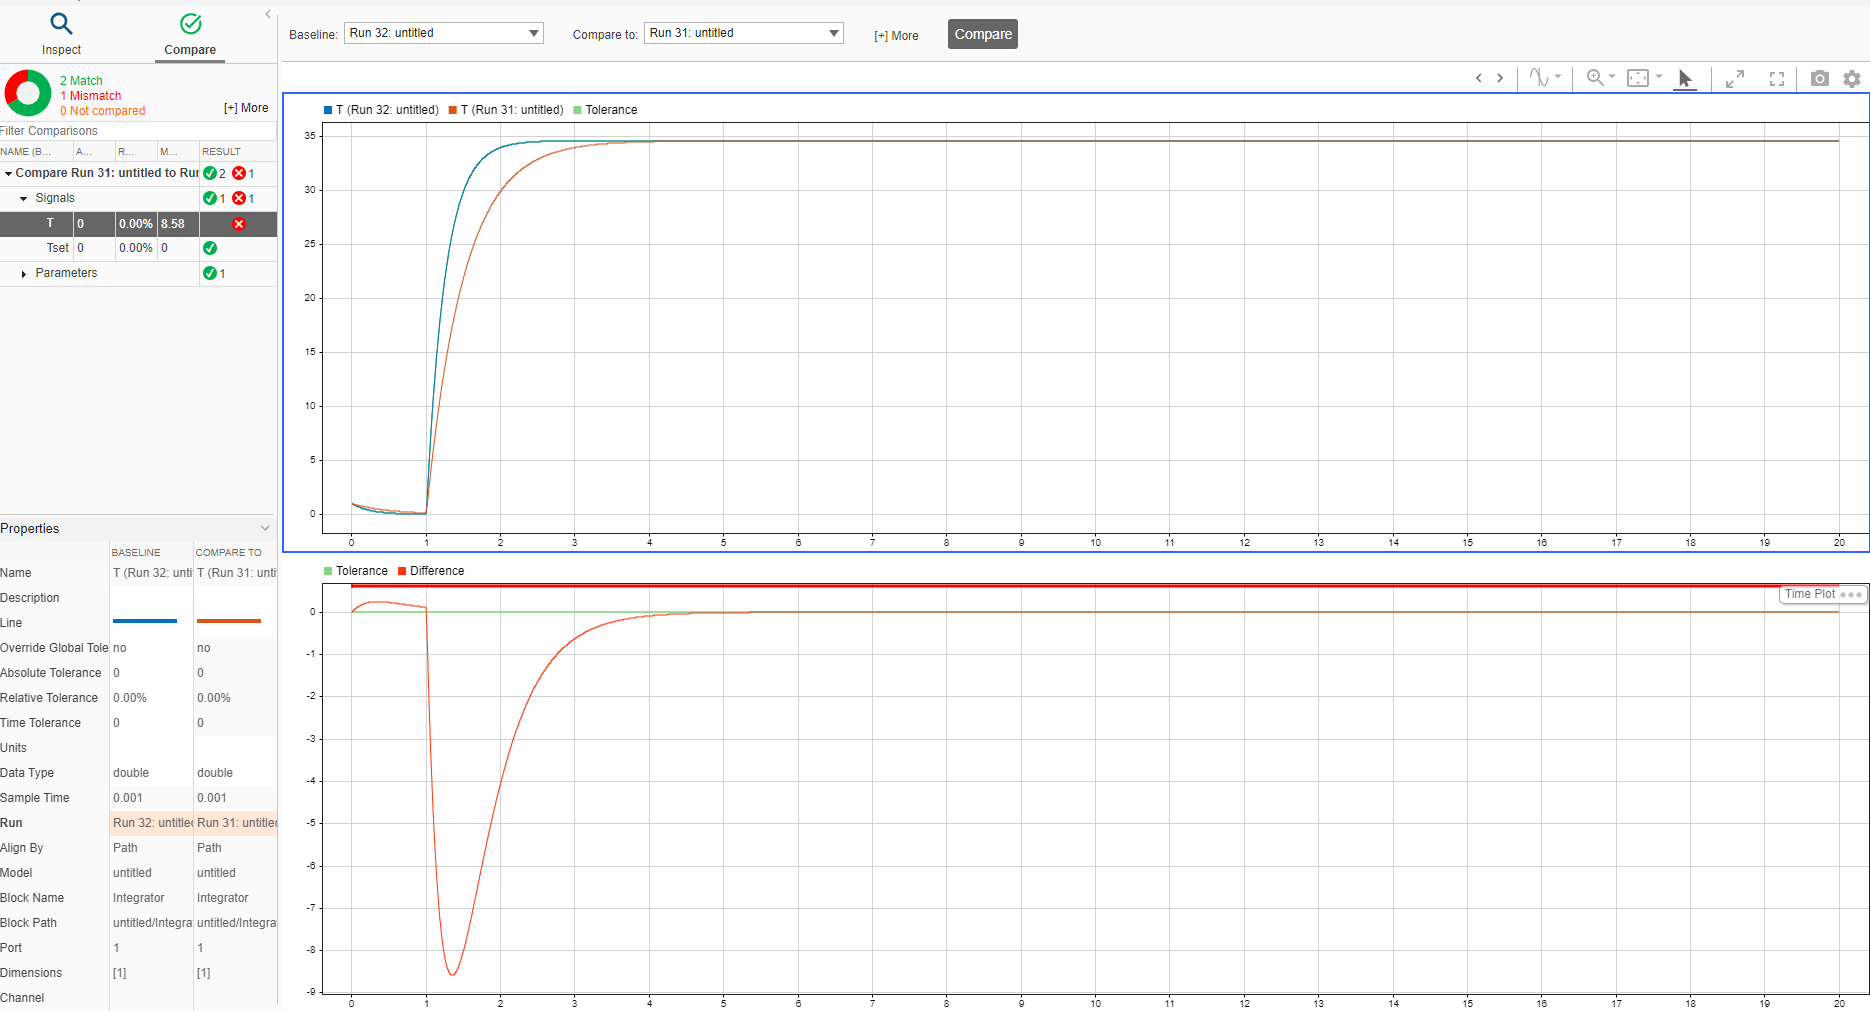 Inspect
Compare
Baseline: Run 32: untitled Compare to: Run 31: untitled [+] More Compare
2 Match
1 Mismatch
0 Not compared
[+] More
Filter Comparisons
NAME (B... A... R... M... RESULT
Compare Run 31: untitled to Rur 2 1
Signals 1 1
T 0 0.00% 8.58
Tset 0 0.00% 0
Parameters 1
Properties
BASELINE COMPARE TO
Name T (Run 32: unti T (Run 31: unti
Description
Line
Override Global Tole no no
Absolute Tolerance 0 0
Relative Tolerance 0.00% 0.00%
Time Tolerance 0 0
Units
Data Type double double
Sample Time 0.001 0.001
Run Run 32: untitled Run 31: untitled
Align By Path Path
Model untitled untitled
Block Name Integrator Integrator
Block Path untitled/Integra untitled/Integra
Port 1 1
Dimensions [1] [1]
Channel
T (Run 32: untitled) T (Run 31: untitled) Tolerance
35
30
25
20
15
10
5
0
0 1 2 3 4 5 6 7 8 9 10 11 12 13 14 15 16 17 18 19 20
Tolerance Difference
Time Plot
0
-1
-2
-3
-4
-5
-6
-7
-8
-9
0 1 2 3 4 5 6 7 8 9 10 11 12 13 14 15 16 17 18 19 20